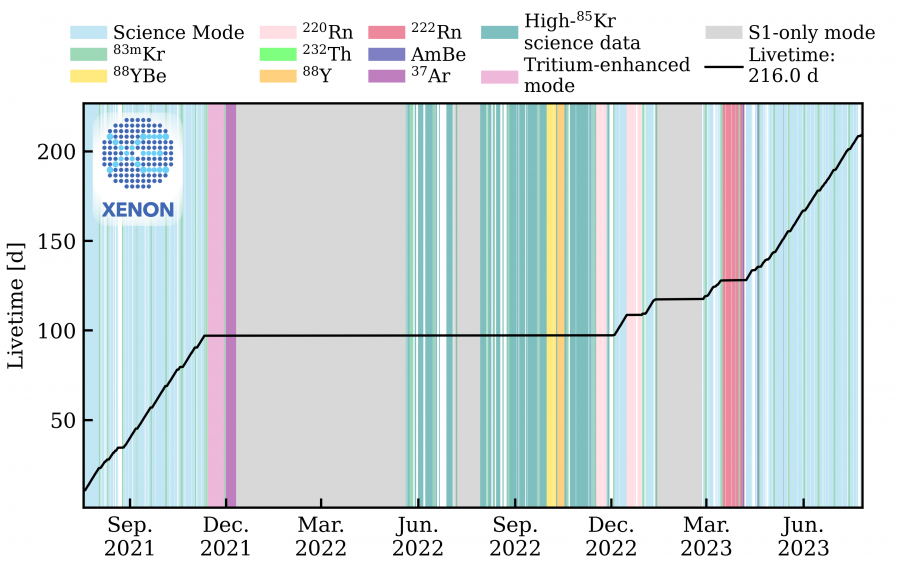 Science Mode
⁸³ᵐKr
⁸⁸YBe
²²⁰Rn
²³²Th
⁸⁸Y
²²²Rn
AmBe
³⁷Ar
High-⁸⁵Kr
science data
Tritium-enhanced
mode
S1-only mode
Livetime:
216.0 d
XENON
Livetime [d]
200
150
100
50
Sep.
2021
Dec.
2021
Mar.
2022
Jun.
2022
Sep.
2022
Dec.
2022
Mar.
2023
Jun.
2023